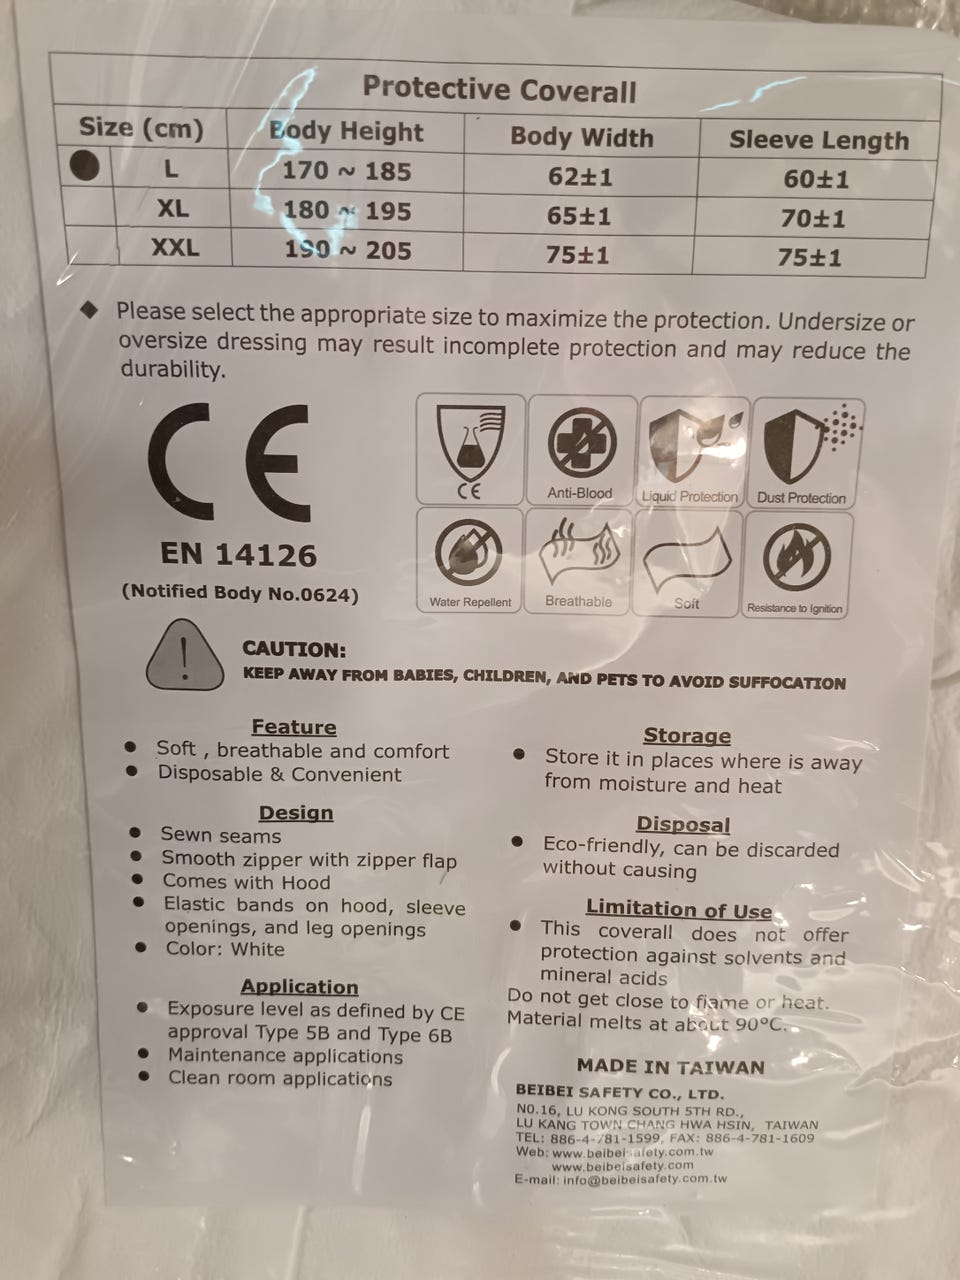 Protective Coverall
Size (cm) Body Height Body Width Sleeve Length
L 170 ~ 185 62±1 60±1
XL 180 ~ 195 65±1 70±1
XXL 190 ~ 205 75±1 75±1
◆ Please select the appropriate size to maximize the protection. Undersize or
oversize dressing may result incomplete protection and may reduce the
durability.
CE
EN 14126
(Notified Body No.0624)
CE
Anti-Blood
Liquid Protection
Dust Protection
Water Repellent
Breathable
Soft
Resistance to Ignition
!
CAUTION:
KEEP AWAY FROM BABIES, CHILDREN, AND PETS TO AVOID SUFFOCATION
Feature
● Soft , breathable and comfort
● Disposable & Convenient
Design
● Sewn seams
● Smooth zipper with zipper flap
● Comes with Hood
● Elastic bands on hood, sleeve
openings, and leg openings
● Color: White
Application
● Exposure level as defined by CE
approval Type 5B and Type 6B
● Maintenance applications
● Clean room applications
Storage
● Store it in places where is away
from moisture and heat
Disposal
● Eco-friendly, can be discarded
without causing
Limitation of Use
● This coverall does not offer
protection against solvents and
mineral acids
Do not get close to flame or heat.
Material melts at about 90°C.
MADE IN TAIWAN
BEIBEI SAFETY CO., LTD.
NO.16, LU KONG SOUTH 5TH RD.,
LU KANG TOWN CHANG HWA HSIN, TAIWAN
TEL: 886-4-781-1599, FAX: 886-4-781-1609
Web: www.beibeisafety.com.tw
www.beibeisafety.com
E-mail: info@beibeisafety.com.tw